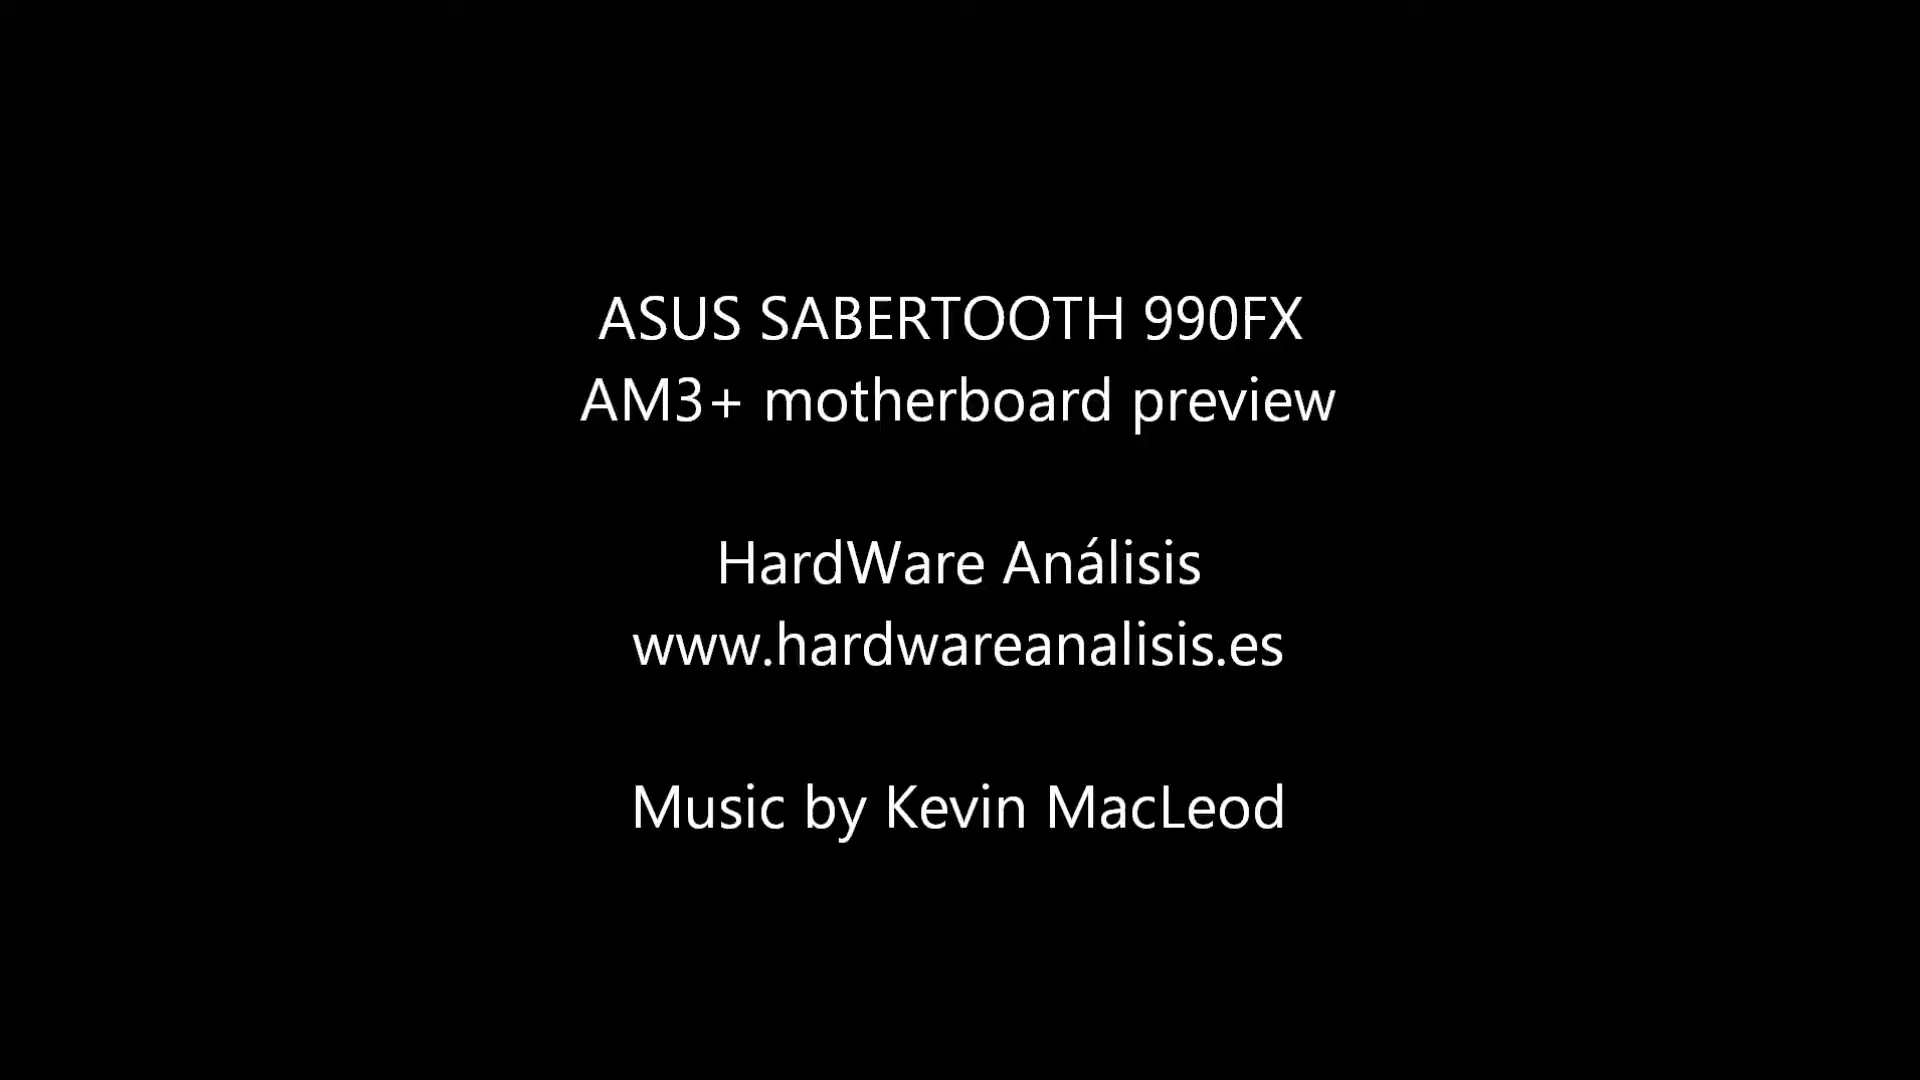 ASUS SABERTOOTH 990FX
AM3+ motherboard preview
HardWare Análisis
www.hardwareanalisis.es
Music by Kevin MacLeod